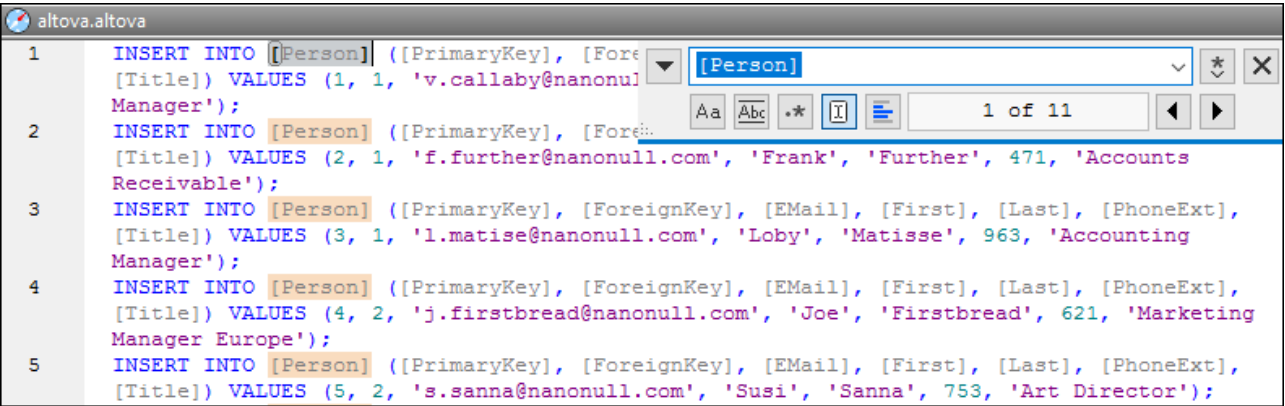 altova.altova
1 INSERT INTO [Person] ([PrimaryKey], [Fore
[Title]) VALUES (1, 1, 'v.callaby@nanonul
Manager');
[Person]
Aa Abc .* 1 of 11
2 INSERT INTO [Person] ([PrimaryKey], [Fore
[Title]) VALUES (2, 1, 'f.further@nanonull.com', 'Frank', 'Further', 471, 'Accounts
Receivable');
3 INSERT INTO [Person] ([PrimaryKey], [ForeignKey], [EMail], [First], [Last], [PhoneExt],
[Title]) VALUES (3, 1, 'l.matise@nanonull.com', 'Loby', 'Matisse', 963, 'Accounting
Manager');
4 INSERT INTO [Person] ([PrimaryKey], [ForeignKey], [EMail], [First], [Last], [PhoneExt],
[Title]) VALUES (4, 2, 'j.firstbread@nanonull.com', 'Joe', 'Firstbread', 621, 'Marketing
Manager Europe');
5 INSERT INTO [Person] ([PrimaryKey], [ForeignKey], [EMail], [First], [Last], [PhoneExt],
[Title]) VALUES (5, 2, 's.sanna@nanonull.com', 'Susi', 'Sanna', 753, 'Art Director');